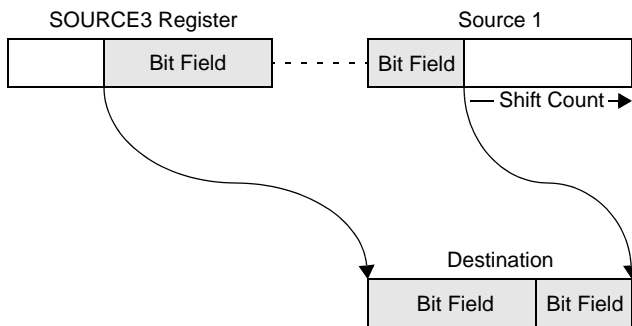 SOURCE3 Register
Source 1
Bit Field
Bit Field
Shift Count
Destination
Bit Field
Bit Field